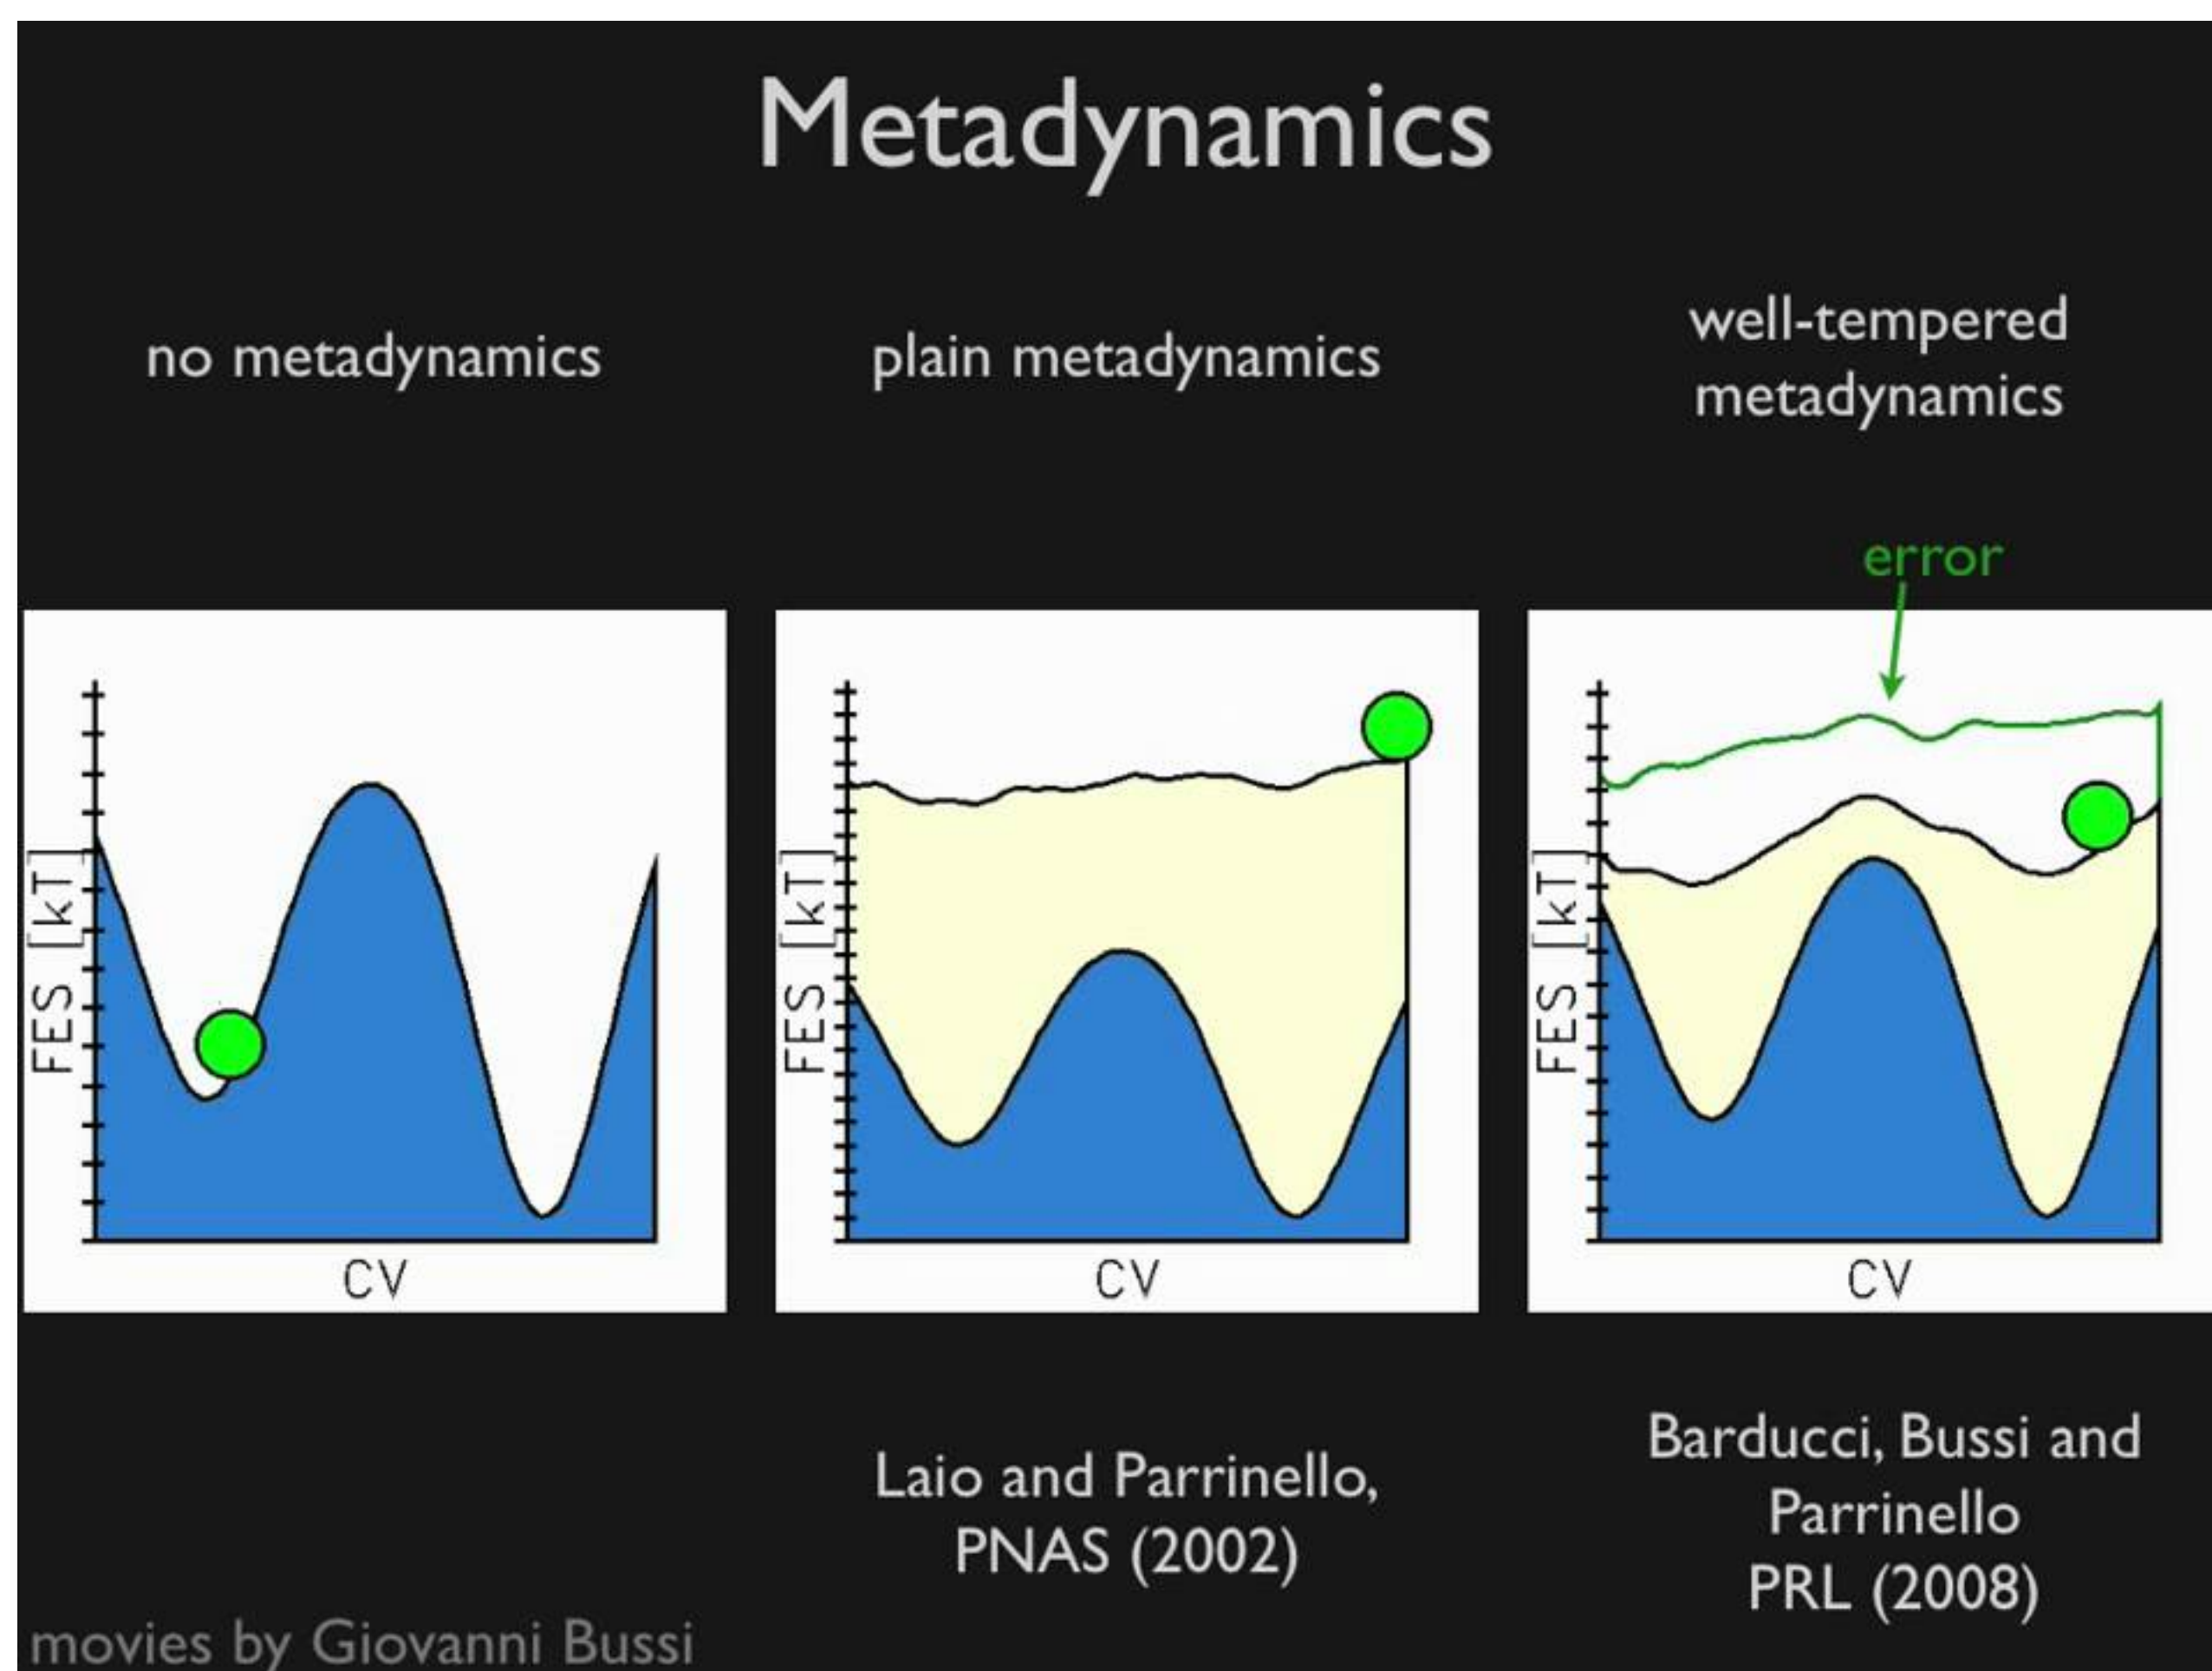 Metadynamics
no metadynamics
plain metadynamics
well-tempered
metadynamics
error
FES [kT]
CV
FES [kT]
CV
FES [kT]
CV
Laio and Parrinello,
PNAS (2002)
Barducci, Bussi and
Parrinello
PRL (2008)
movies by Giovanni Bussi